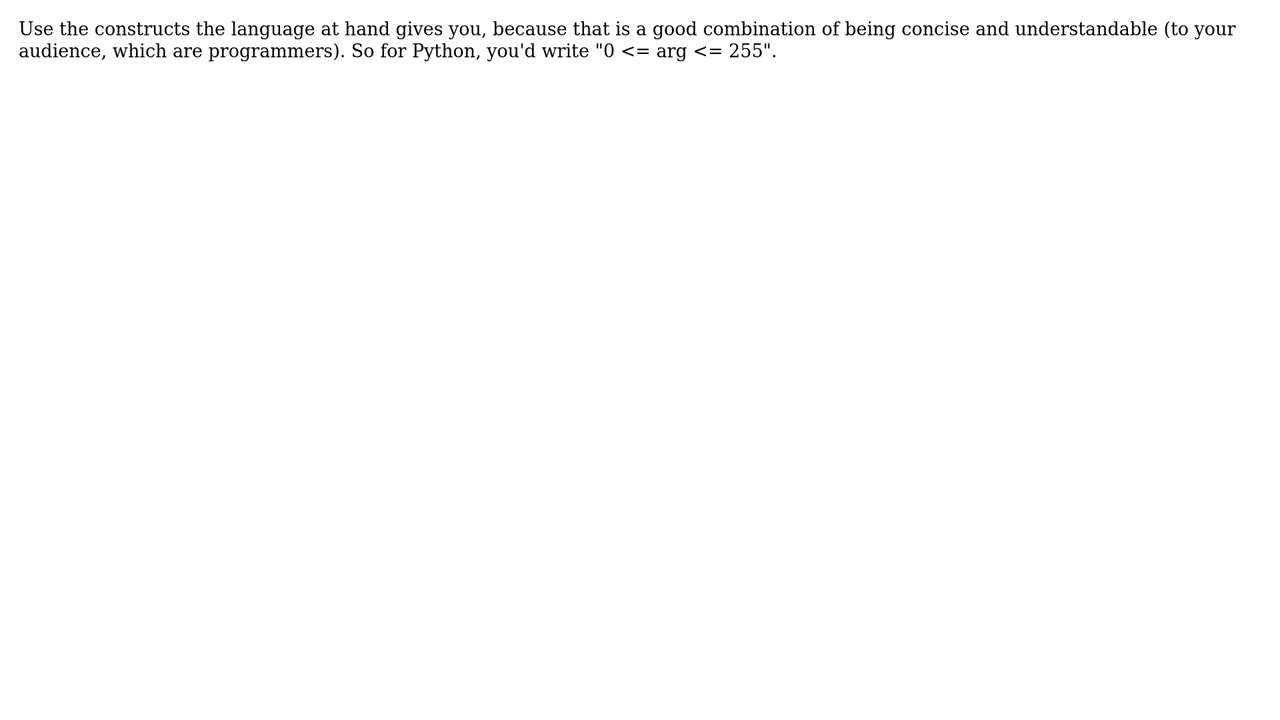 Use the constructs the language at hand gives you, because that is a good combination of being concise and understandable (to your
audience, which are programmers). So for Python, you'd write "0 <= arg <= 255".